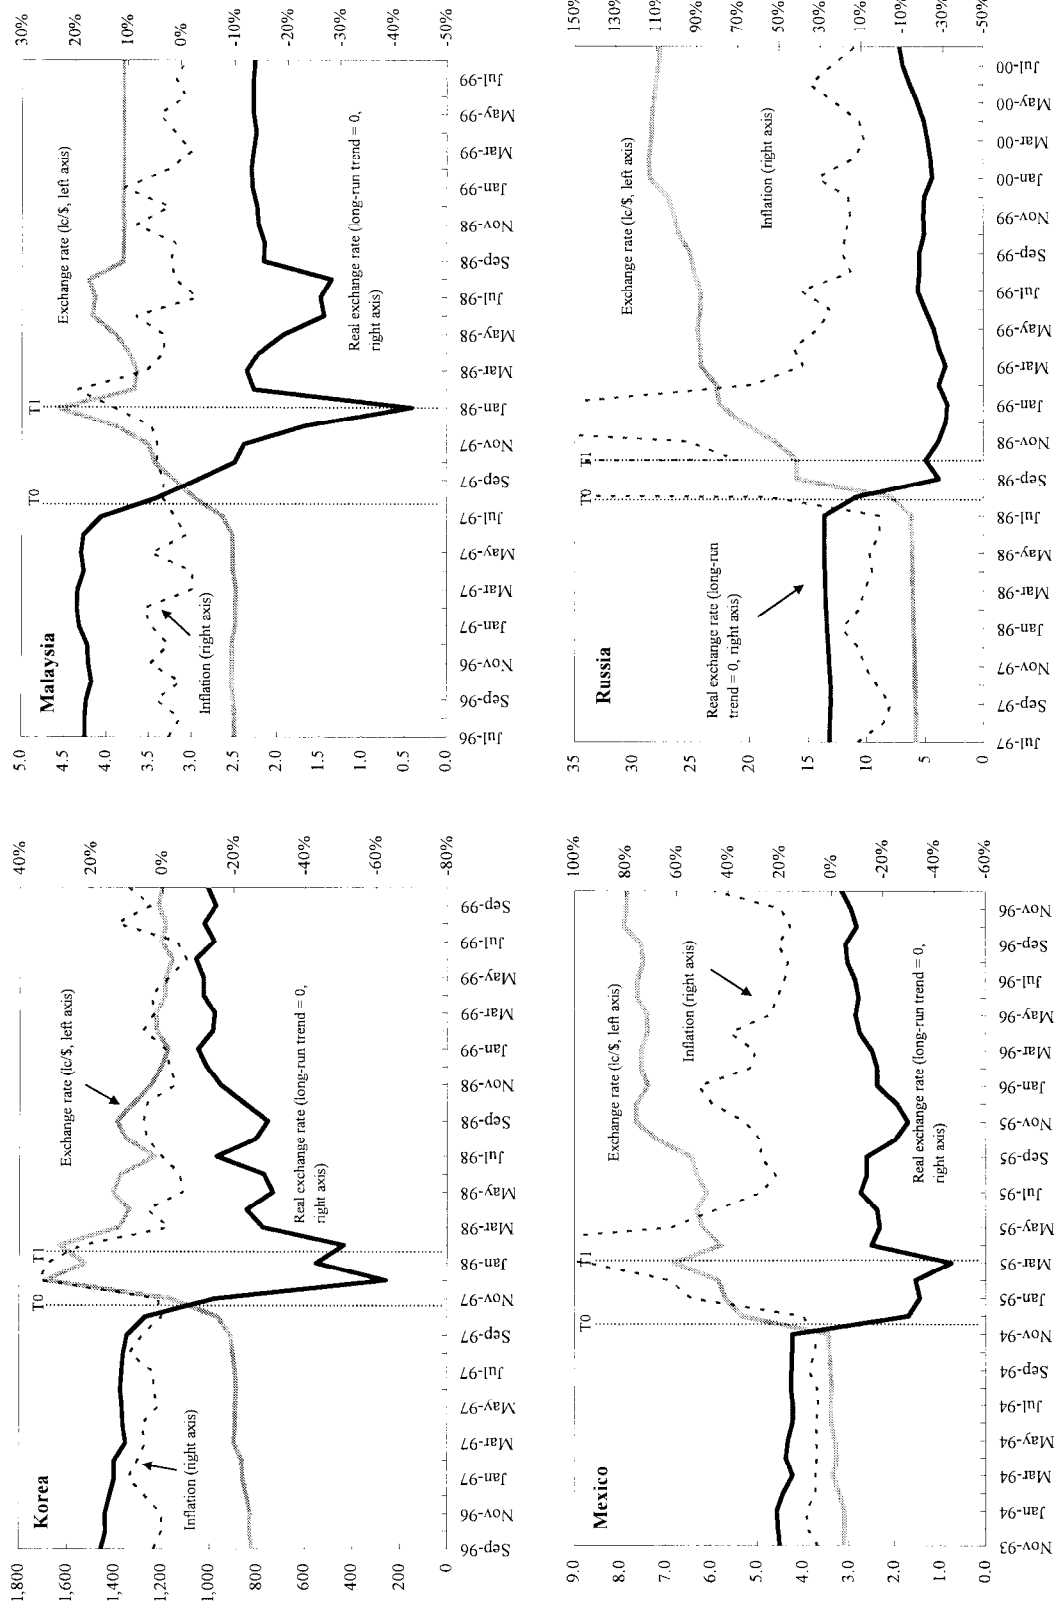 Korea
1,800
1,600
1,400
1,200
1,000
800
600
400
200
T0
T1
Exchange rate (lc/$, left axis)
Inflation (right axis)
Real exchange rate (long-run trend = 0,
right axis)
40%
20%
0%
-20%
-40%
-60%
-80%
Sep-96
Nov-96
Jan-97
Mar-97
May-97
Jul-97
Sep-97
Nov-97
Jan-98
Mar-98
May-98
Jul-98
Sep-98
Nov-98
Jan-99
Mar-99
May-99
Jul-99
Sep-99
Malaysia
5.0
4.5
4.0
3.5
3.0
2.5
2.0
1.5
1.0
0.5
0.0
T0
T1
Exchange rate (lc/$, left axis)
Inflation (right axis)
Real exchange rate (long-run trend = 0,
right axis)
30%
20%
10%
0%
-10%
-20%
-30%
-40%
-50%
Jul-96
Sep-96
Nov-96
Jan-97
Mar-97
May-97
Jul-97
Sep-97
Nov-97
Jan-98
Mar-98
May-98
Jul-98
Sep-98
Nov-98
Jan-99
Mar-99
May-99
Jul-99
Mexico
9.0
8.0
7.0
6.0
5.0
4.0
3.0
2.0
1.0
0.0
T0
T1
Exchange rate (lc/$, left axis)
Inflation (right axis)
Real exchange rate (long-run trend = 0,
right axis)
100%
80%
60%
40%
20%
0%
-20%
-40%
-60%
Nov-93
Jan-94
Mar-94
May-94
Jul-94
Sep-94
Nov-94
Jan-95
Mar-95
May-95
Jul-95
Sep-95
Nov-95
Jan-96
Mar-96
May-96
Jul-96
Sep-96
Nov-96
Russia
35
30
25
20
15
10
5
0
T0
T1
Exchange rate (lc/$, left axis)
Inflation (right axis)
Real exchange rate (long-run
trend = 0, right axis)
150%
130%
110%
90%
70%
50%
30%
10%
-10%
-30%
-50%
Jul-97
Sep-97
Nov-97
Jan-98
Mar-98
May-98
Jul-98
Sep-98
Nov-98
Jan-99
Mar-99
May-99
Jul-99
Sep-99
Nov-99
Jan-00
Mar-00
May-00
Jul-00